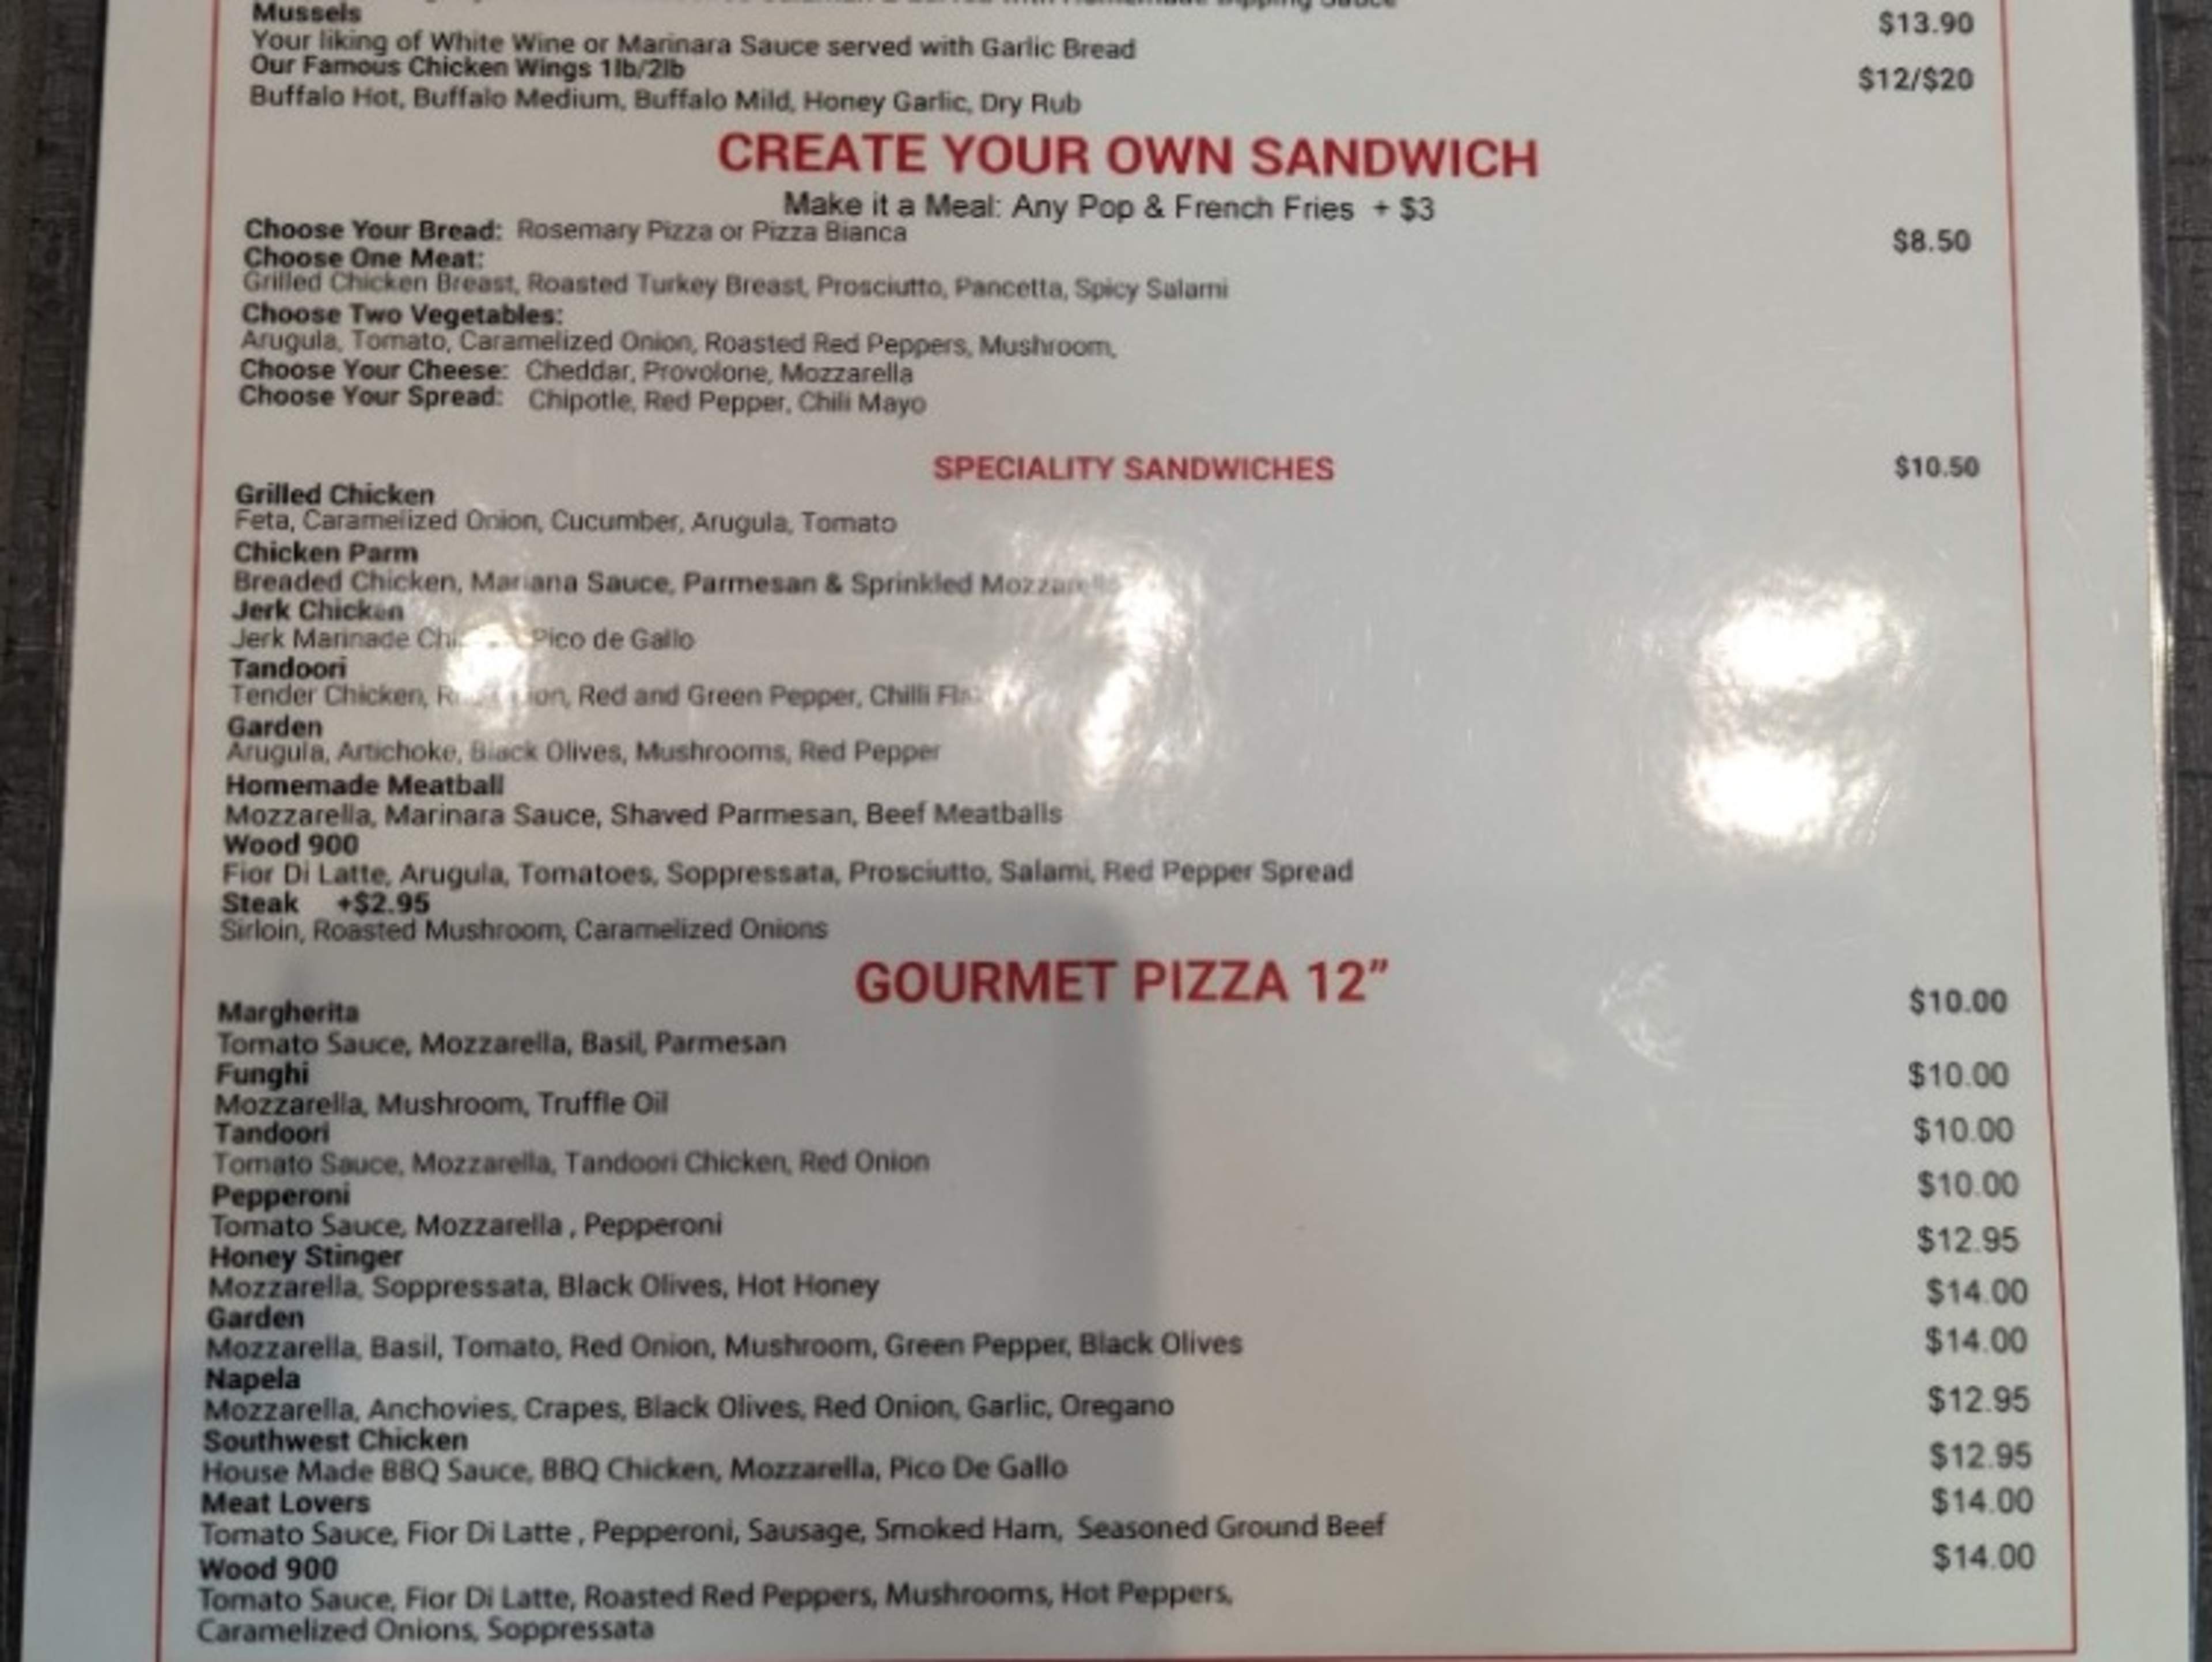 Mussels $13.90
Your liking of White Wine or Marinara Sauce served with Garlic Bread
Our Famous Chicken Wings 1lb/2lb $12/$20
Buffalo Hot, Buffalo Medium, Buffalo Mild, Honey Garlic, Dry Rub
CREATE YOUR OWN SANDWICH
Make it a Meal: Any Pop & French Fries + $3
Choose Your Bread: Rosemary Pizza or Pizza Bianca $8.50
Choose One Meat:
Grilled Chicken Breast, Roasted Turkey Breast, Prosciutto, Pancetta, Spicy Salami
Choose Two Vegetables:
Arugula, Tomato, Caramelized Onion, Roasted Red Peppers, Mushroom,
Choose Your Cheese: Cheddar, Provolone, Mozzarella
Choose Your Spread: Chipotle, Red Pepper, Chili Mayo
SPECIALITY SANDWICHES $10.50
Grilled Chicken
Feta, Caramelized Onion, Cucumber, Arugula, Tomato
Chicken Parm
Breaded Chicken, Mariana Sauce, Parmesan & Sprinkled Mozzarella
Jerk Chicken
Jerk Marinade Pico de Gallo
Tandoori
Tender Chicken, Red and Green Pepper, Chilli
Garden
Arugula, Artichoke, Black Olives, Mushrooms, Red Pepper
Homemade Meatball
Mozzarella, Marinara Sauce, Shaved Parmesan, Beef Meatballs
Wood 900
Fior Di Latte, Arugula, Tomatoes, Soppressata, Prosciutto, Salami, Red Pepper Spread
Steak +$2.95
Sirloin, Roasted Mushroom, Caramelized Onions
GOURMET PIZZA 12”
Margherita $10.00
Tomato Sauce, Mozzarella, Basil, Parmesan
Funghi $10.00
Mozzarella, Mushroom, Truffle Oil
Tandoori $10.00
Tomato Sauce, Mozzarella, Tandoori Chicken, Red Onion
Pepperoni $10.00
Tomato Sauce, Mozzarella , Pepperoni
Honey Stinger $12.95
Mozzarella, Soppressata, Black Olives, Hot Honey
Garden $14.00
Mozzarella, Basil, Tomato, Red Onion, Mushroom, Green Pepper, Black Olives
Napela $14.00
Mozzarella, Anchovies, Crapes, Black Olives, Red Onion, Garlic, Oregano
Southwest Chicken $12.95
House Made BBQ Sauce, BBQ Chicken, Mozzarella, Pico De Gallo
$12.95
Meat Lovers $14.00
Tomato Sauce, Fior Di Latte , Pepperoni, Sausage, Smoked Ham, Seasoned Ground Beef
Wood 900 $14.00
Tomato Sauce, Fior Di Latte, Roasted Red Peppers, Mushrooms, Hot Peppers,
Caramelized Onions, Soppressata